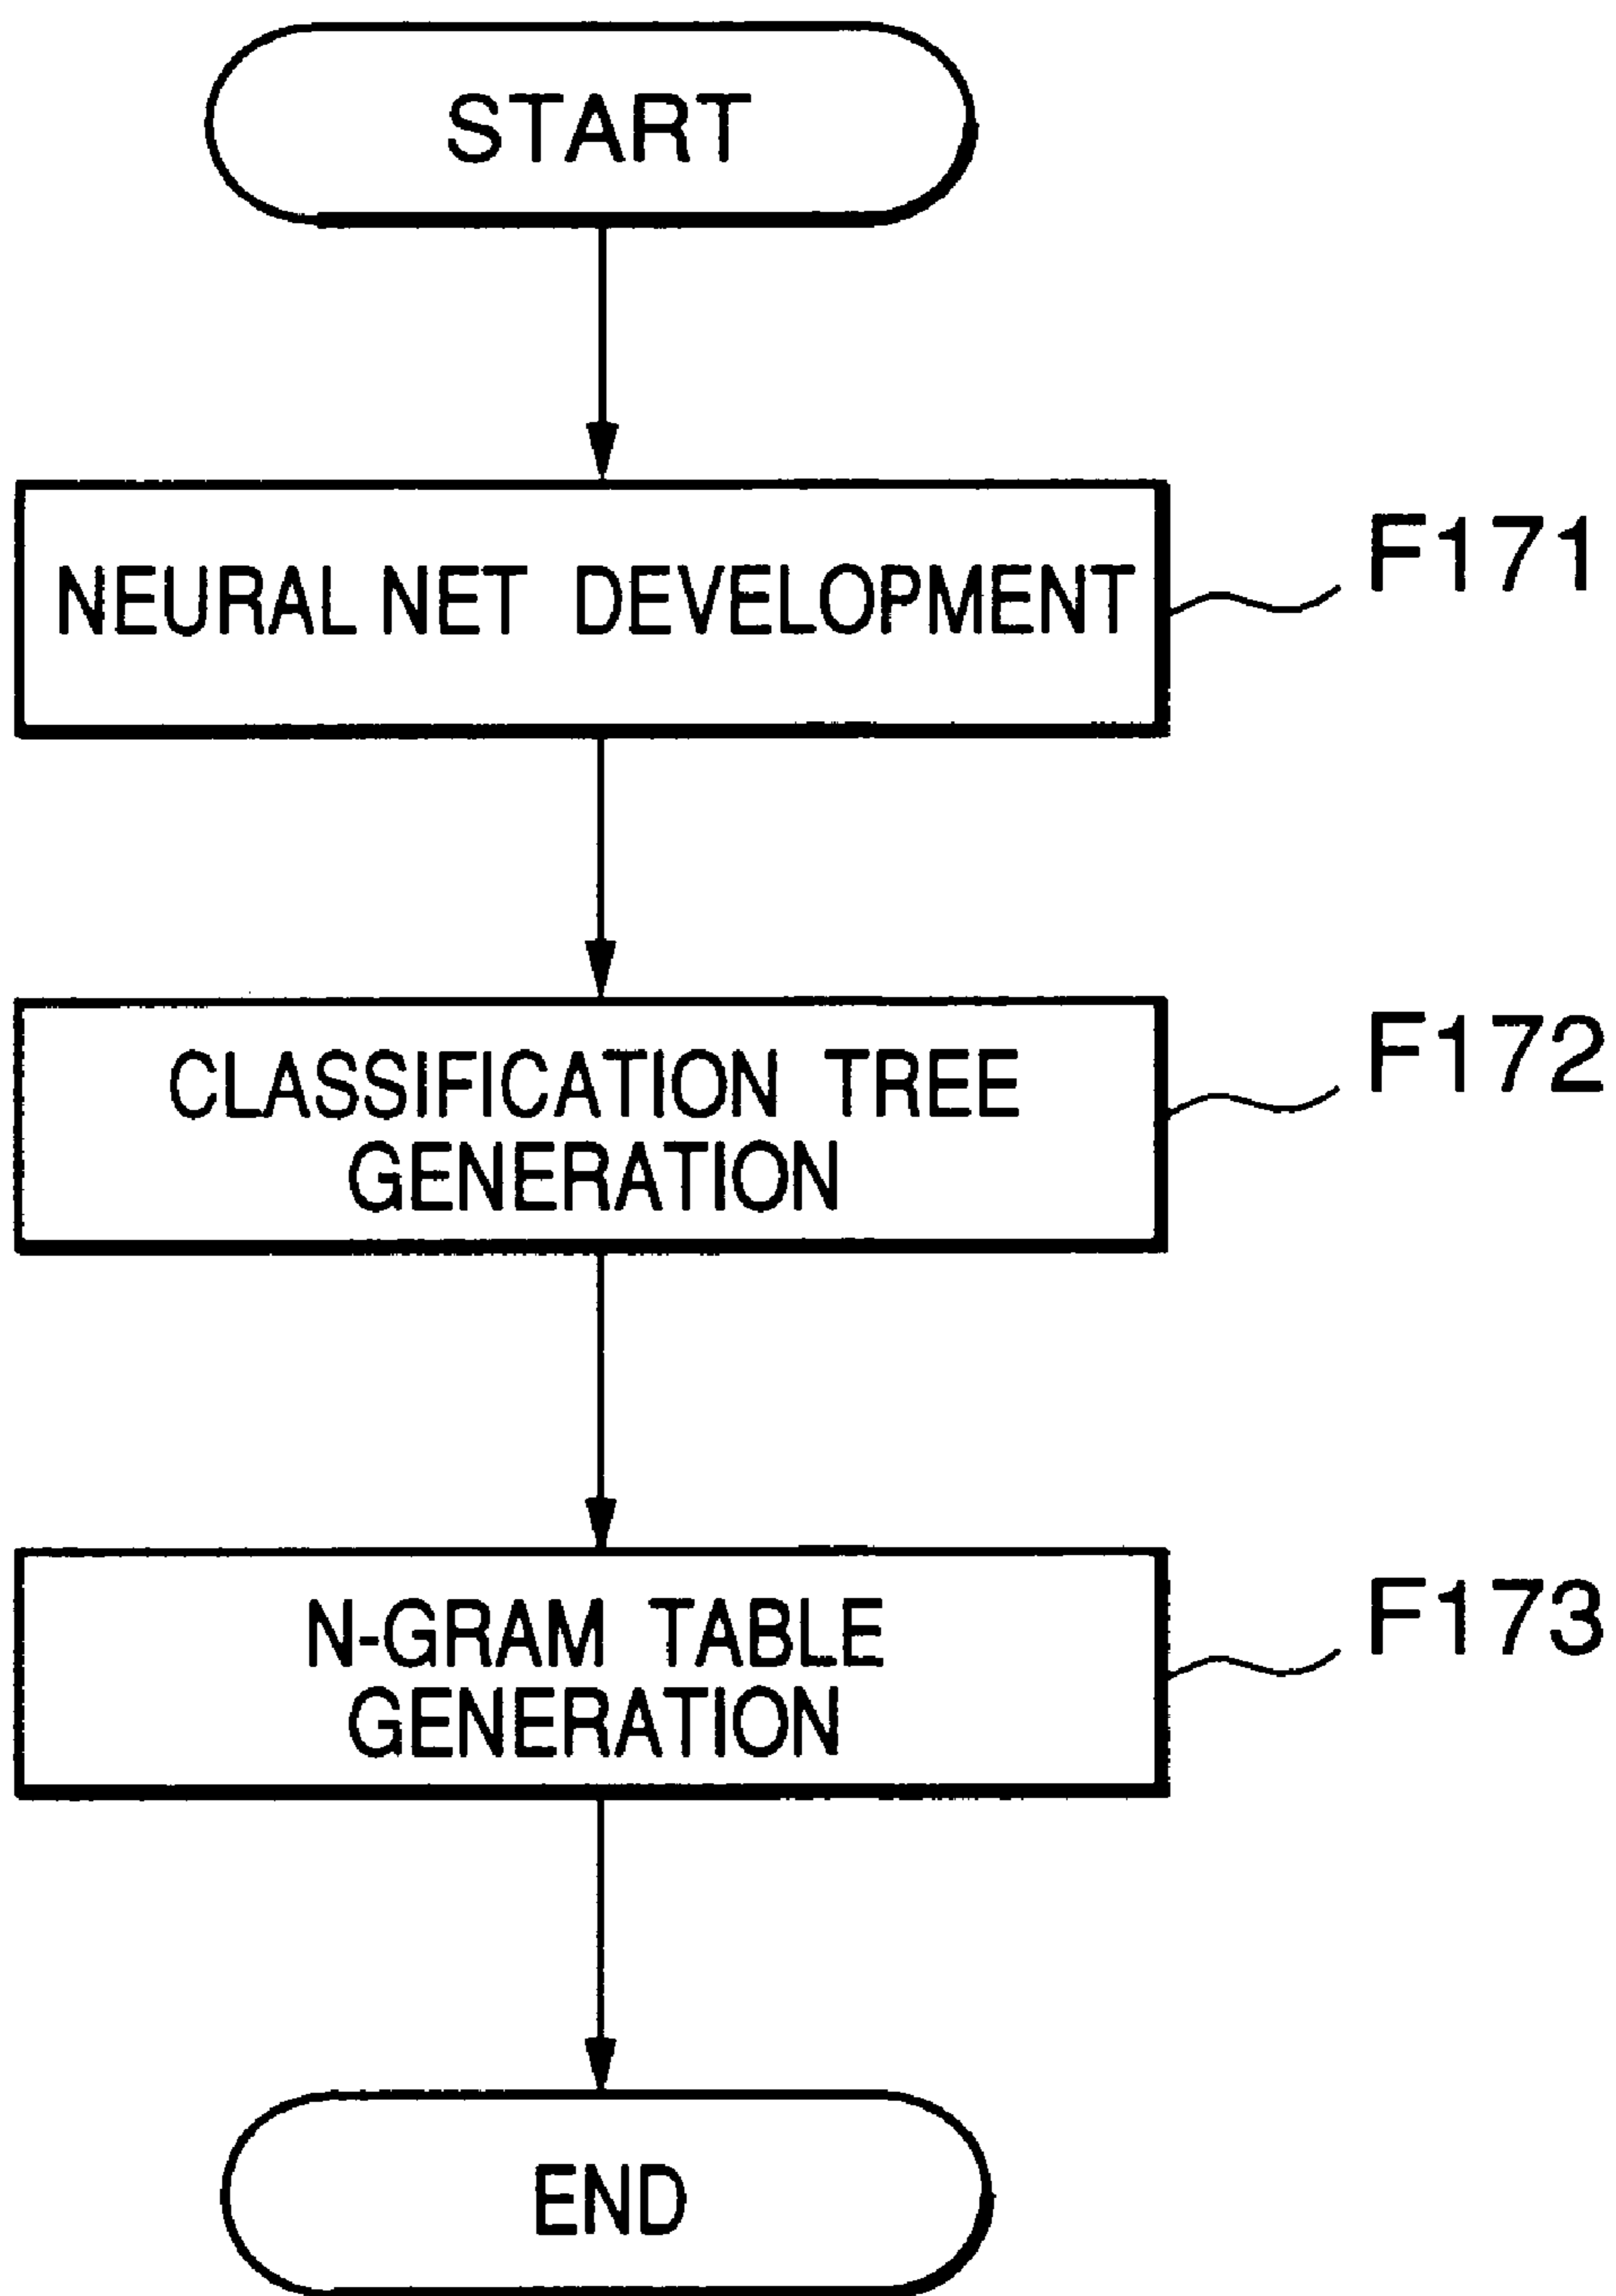 START
NEURAL NET DEVELOPMENT
F171
CLASSIFICATION TREE
GENERATION
F172
N-GRAM TABLE
GENERATION
F173
END